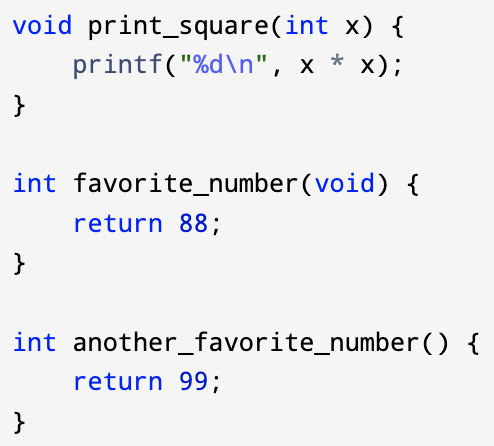 void print_square(int x) {
    printf("%d\n", x * x);
}

int favorite_number(void) {
    return 88;
}

int another_favorite_number() {
    return 99;
}